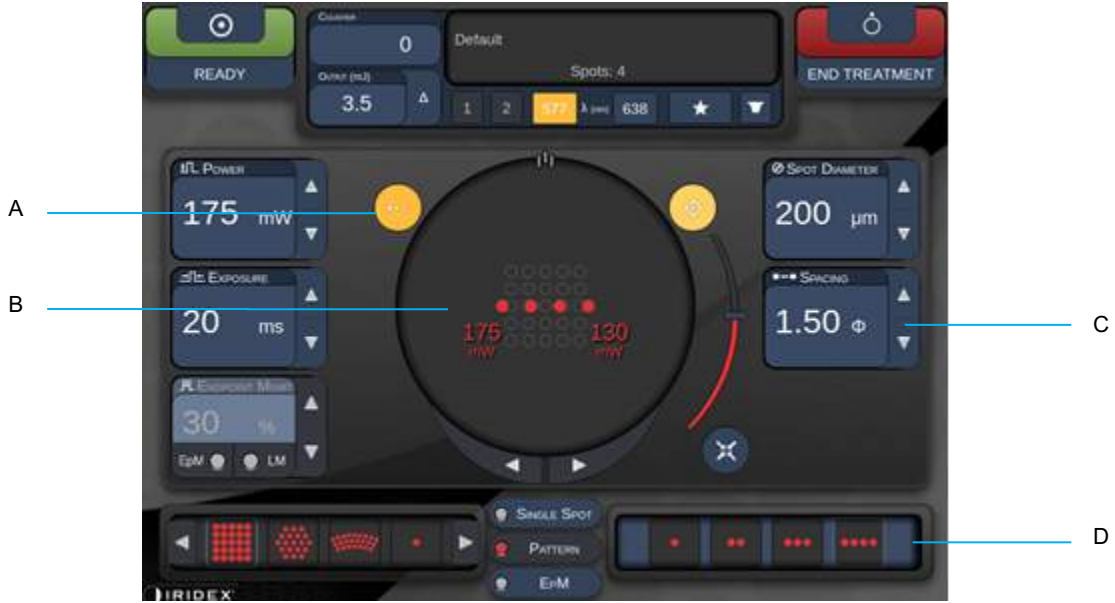 READY
COUNTER
0
OUTPUT (mJ)
3.5
Δ
Default
Spots: 4
1 2 577 λ (nm) 638
END TREATMENT
POWER
175 mW
EXPOSURE
20 ms
ENDPOINT MGMT
30 %
EpM LM
175 mW
130 mW
SPOT DIAMETER
200 µm
SPACING
1.50 Φ
SINGLE SPOT
PATTERN
EPM
IRIDEX
A
B
C
D